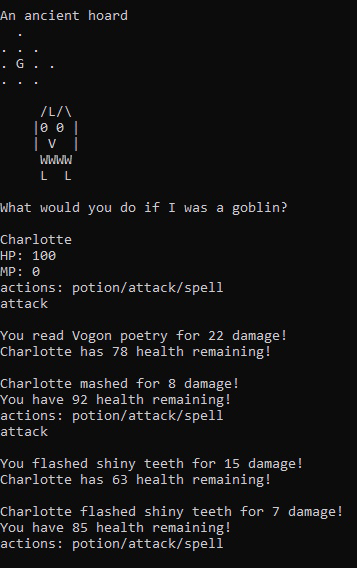 An ancient hoard
  .
. . .
. G . .
. . .
     /L/\
    |0 0 |
    | V  |
     WWWW
     L  L
What would you do if I was a goblin?
Charlotte
HP: 100
MP: 0
actions: potion/attack/spell
attack
You read Vogon poetry for 22 damage!
Charlotte has 78 health remaining!
Charlotte mashed for 8 damage!
You have 92 health remaining!
actions: potion/attack/spell
attack
You flashed shiny teeth for 15 damage!
Charlotte has 63 health remaining!
Charlotte flashed shiny teeth for 7 damage!
You have 85 health remaining!
actions: potion/attack/spell